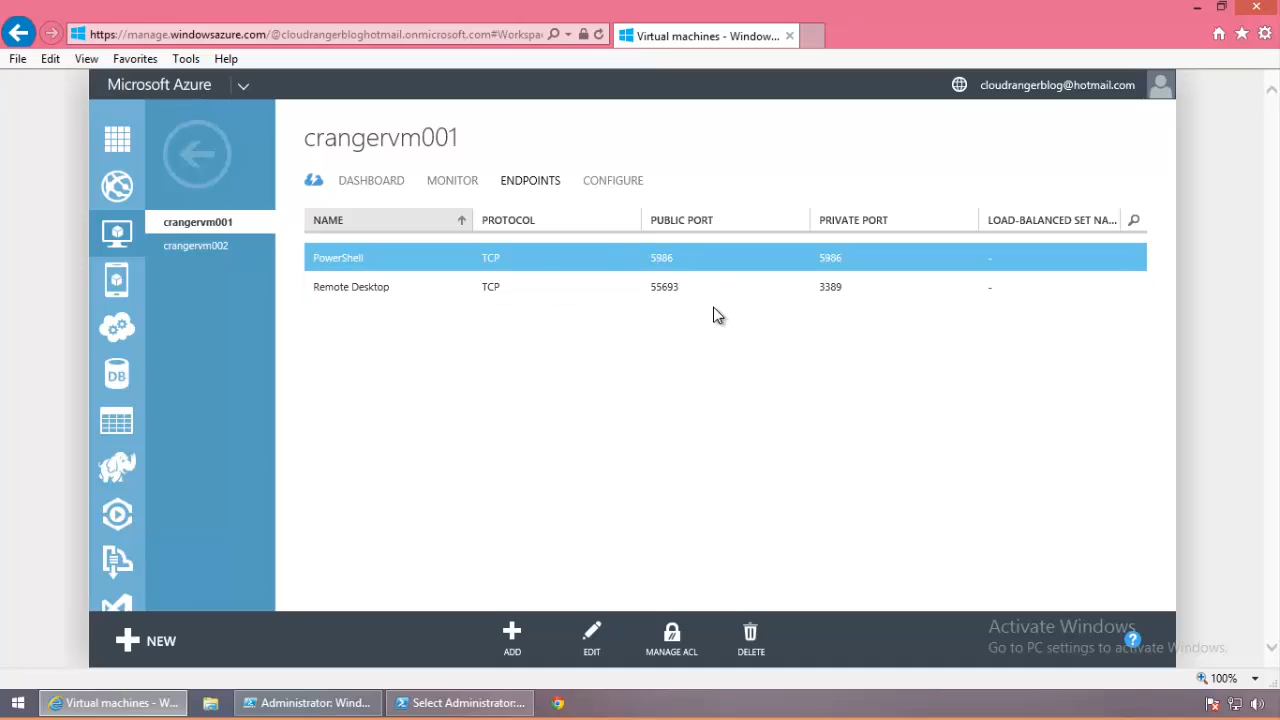 https://manage.windowsazure.com/@cloudrangerbloghotmail.onmicrosoft.com#Workspac
Virtual machines - Window...
File Edit View Favorites Tools Help
Microsoft Azure
cloudrangerblog@hotmail.com
crangervm001
DASHBOARD MONITOR ENDPOINTS CONFIGURE
crangervm001
crangervm002
NAME PROTOCOL PUBLIC PORT PRIVATE PORT LOAD-BALANCED SET NA...
PowerShell TCP 5986 5986 -
Remote Desktop TCP 55693 3389 -
DB
NEW
ADD EDIT MANAGE ACL DELETE
Activate Windows
Go to PC settings to activate Windows.
?
100%
Virtual machines - W... Administrator: Wind... Select Administrator:...